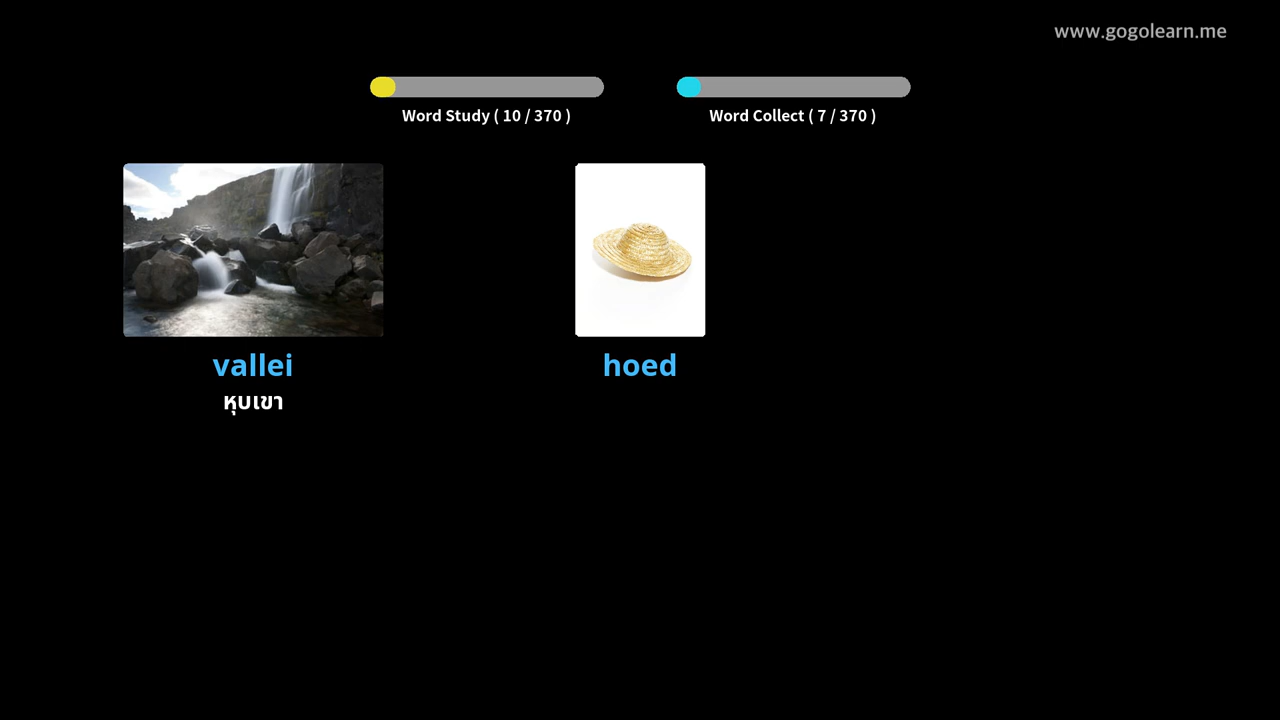 www.gogolearn.me
Word Study ( 10 / 370 )
Word Collect ( 7 / 370 )
vallei
หุบเขา
hoed